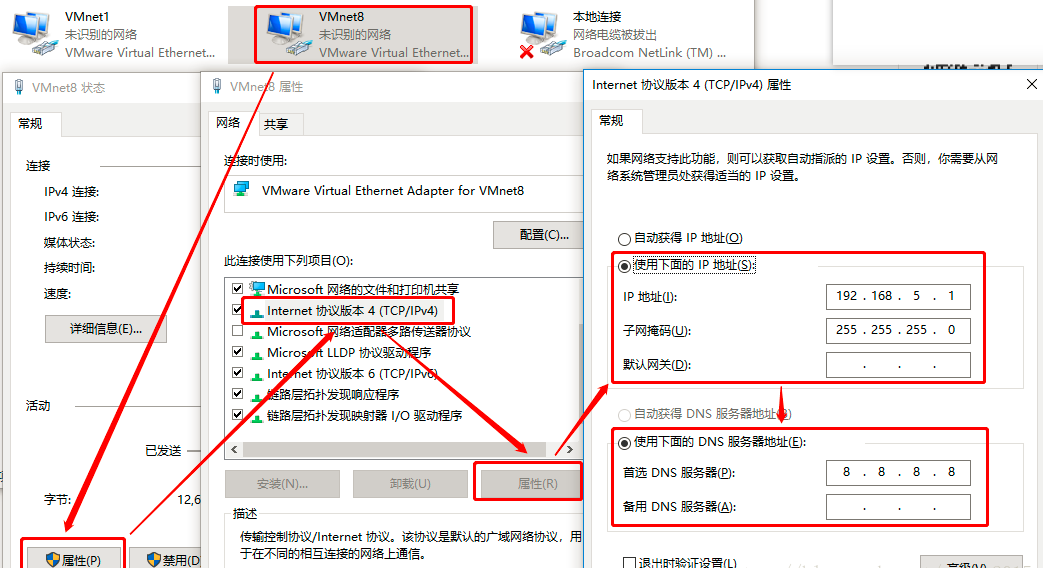 VMnet1
未识别的网络
VMware Virtual Ethernet...
VMnet8
未识别的网络
VMware Virtual Ethernet...
本地连接
网络电缆被拔出
Broadcom NetLink (TM) ...
VMnet8 状态
常规
连接
IPv4 连接:
IPv6 连接:
媒体状态:
持续时间:
速度:
详细信息(E)...
活动
已发送
字节:
12,6
属性(P)
禁用(D
VMnet8 属性
网络
共享
连接时使用:
VMware Virtual Ethernet Adapter for VMnet8
配置(C)...
此连接使用下列项目(O):
Microsoft 网络的文件和打印机共享
Internet 协议版本 4 (TCP/IPv4)
Microsoft 网络适配器多路传送器协议
Microsoft LLDP 协议驱动程序
Internet 协议版本 6 (TCP/IPv6)
链路层拓扑发现响应程序
链路层拓扑发现映射器 I/O 驱动程序
安装(N)...
卸载(U)
属性(R)
描述
传输控制协议/Internet 协议。该协议是默认的广域网络协议，用
于在不同的相互连接的网络上通信。
Internet 协议版本 4 (TCP/IPv4) 属性
常规
如果网络支持此功能，则可以获取自动指派的 IP 设置。否则，你需要从网
络系统管理员处获得适当的 IP 设置。
自动获得 IP 地址(O)
使用下面的 IP 地址(S):
IP 地址(I):
192 . 168 . 5 . 1
子网掩码(U):
255 . 255 . 255 . 0
默认网关(D):
. . .
自动获得 DNS 服务器地址(B)
使用下面的 DNS 服务器地址(E):
首选 DNS 服务器(P):
8 . 8 . 8 . 8
备用 DNS 服务器(A):
. . .
退出时验证设置(L)
高级(V)...